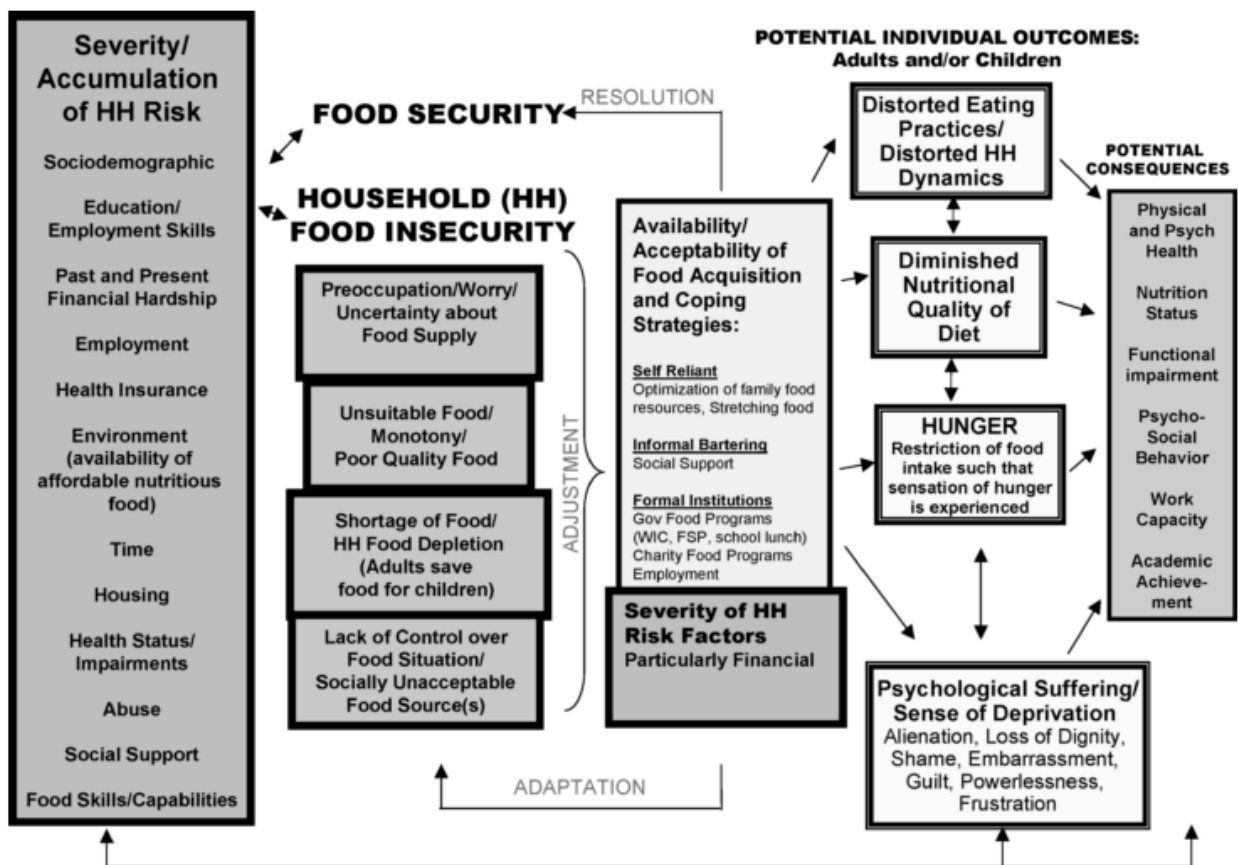 Severity/
Accumulation
of HH Risk
Sociodemographic
Education/
Employment Skills
Past and Present
Financial Hardship
Employment
Health Insurance
Environment
(availability of
affordable nutritious
food)
Time
Housing
Health Status/
Impairments
Abuse
Social Support
Food Skills/Capabilities
FOOD SECURITY
RESOLUTION
HOUSEHOLD (HH)
FOOD INSECURITY
Preoccupation/Worry/
Uncertainty about
Food Supply
Unsuitable Food/
Monotony/
Poor Quality Food
Shortage of Food/
HH Food Depletion
(Adults save
food for children)
Lack of Control over
Food Situation/
Socially Unacceptable
Food Source(s)
ADJUSTMENT
ADAPTATION
Availability/
Acceptability of
Food Acquisition
and Coping
Strategies:
Self Reliant
Optimization of family food
resources, Stretching food
Informal Bartering
Social Support
Formal Institutions
Gov Food Programs
(WIC, FSP, school lunch)
Charity Food Programs
Employment
Severity of HH
Risk Factors
Particularly Financial
POTENTIAL INDIVIDUAL OUTCOMES:
Adults and/or Children
Distorted Eating
Practices/
Distorted HH
Dynamics
Diminished
Nutritional
Quality of
Diet
HUNGER
Restriction of food
intake such that
sensation of hunger
is experienced
Psychological Suffering/
Sense of Deprivation
Alienation, Loss of Dignity,
Shame, Embarrassment,
Guilt, Powerlessness,
Frustration
POTENTIAL
CONSEQUENCES
Physical
and Psych
Health
Nutrition
Status
Functional
impairment
Psycho-
Social
Behavior
Work
Capacity
Academic
Achieve-
ment